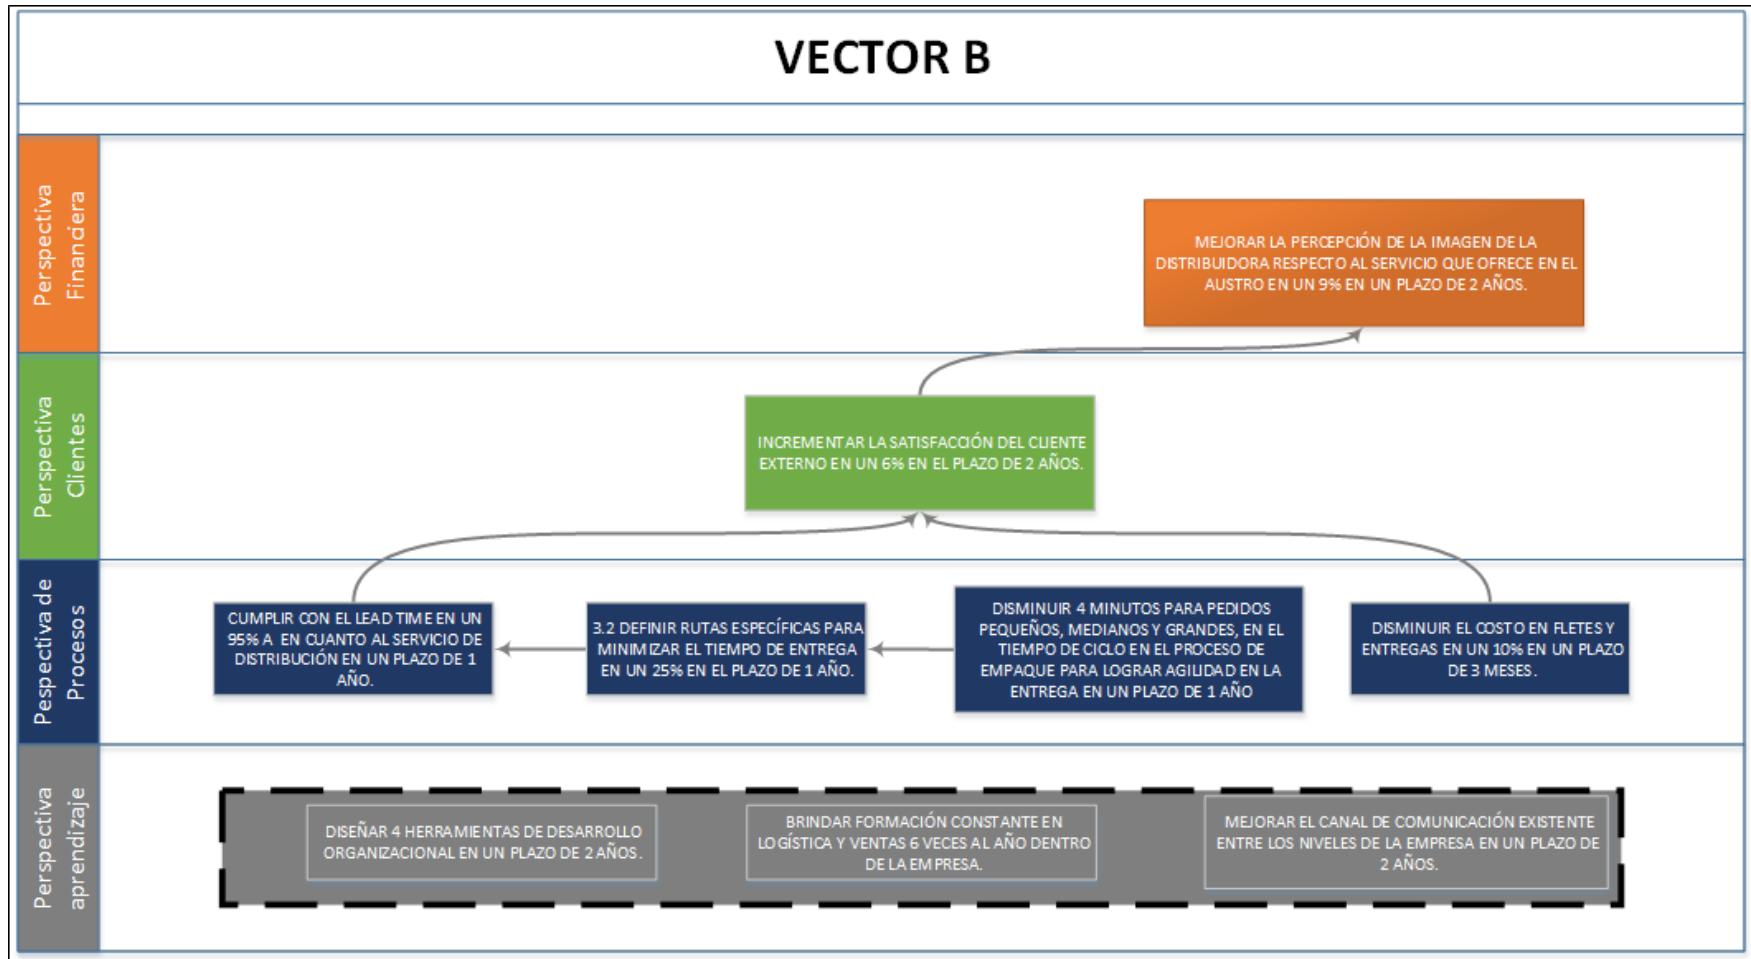 VECTOR B
Perspectiva
Financiera
MEJORAR LA PERCEPCIÓN DE LA IMAGEN DE LA
DISTRIBUIDORA RESPECTO AL SERVICIO QUE OFRECE EN EL
AUSTRO EN UN 9% EN UN PLAZO DE 2 AÑOS.
Perspectiva
Clientes
INCREMENTAR LA SATISFACCIÓN DEL CLIENTE
EXTERNO EN UN 6% EN EL PLAZO DE 2 AÑOS.
Pespectiva de
Procesos
CUMPLIR CON EL LEAD TIME EN UN
95% A EN CUANTO AL SERVICIO DE
DISTRIBUCIÓN EN UN PLAZO DE 1
AÑO.
3.2 DEFINIR RUTAS ESPECÍFICAS PARA
MINIMIZAR EL TIEMPO DE ENTREGA
EN UN 25% EN EL PLAZO DE 1 AÑO.
DISMINUIR 4 MINUTOS PARA PEDIDOS
PEQUEÑOS, MEDIANOS Y GRANDES, EN EL
TIEMPO DE CICLO EN EL PROCESO DE
EMPAQUE PARA LOGRAR AGILIDAD EN LA
ENTREGA EN UN PLAZO DE 1 AÑO
DISMINUIR EL COSTO EN FLETES Y
ENTREGAS EN UN 10% EN UN PLAZO
DE 3 MESES.
Perspectiva
aprendizaje
DISEÑAR 4 HERRAMIENTAS DE DESARROLLO
ORGANIZACIONAL EN UN PLAZO DE 2 AÑOS.
BRINDAR FORMACIÓN CONSTANTE EN
LOGÍSTICA Y VENTAS 6 VECES AL AÑO DENTRO
DE LA EMPRESA.
MEJORAR EL CANAL DE COMUNICACIÓN EXISTENTE
ENTRE LOS NIVELES DE LA EMPRESA EN UN PLAZO DE
2 AÑOS.